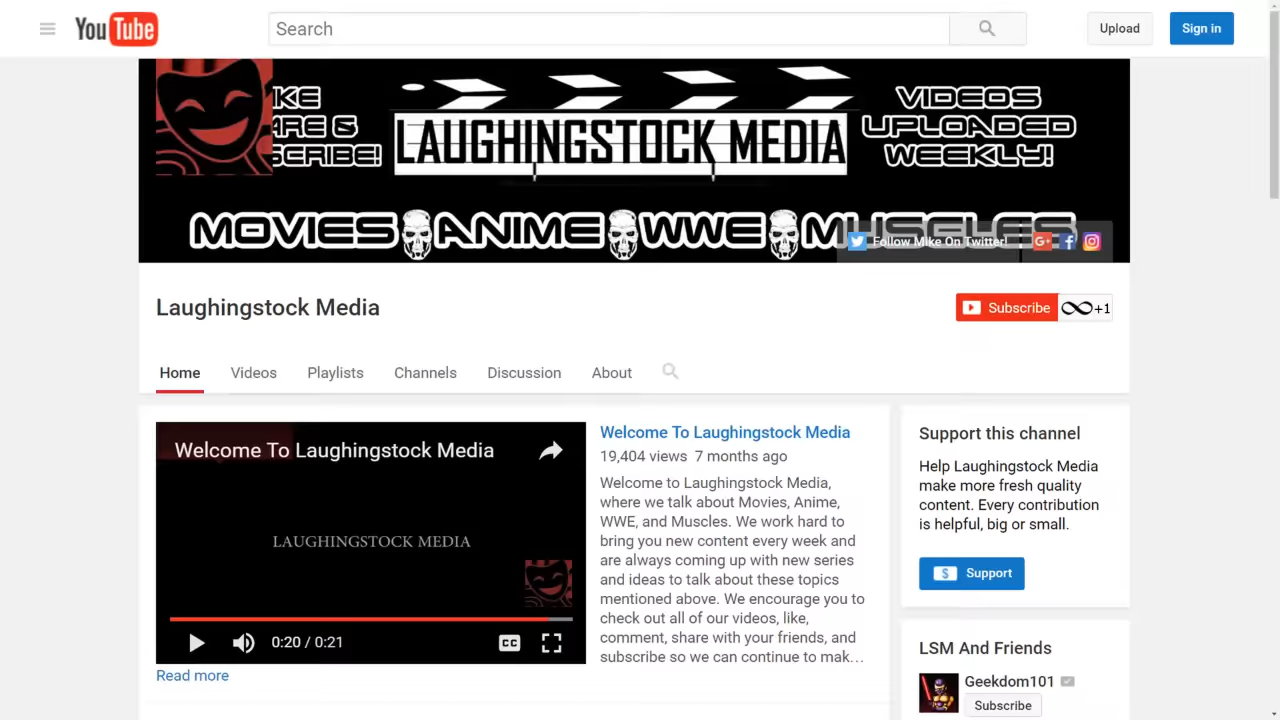 YouTube
Search
Upload
Sign in
KE
ARE &
SCRIBE!
LAUGHINGSTOCK MEDIA
VIDEOS
UPLOADED
WEEKLY!
MOVIES ANIME WWE MUSCLES
Follow Mike On Twitter!
G+
Laughingstock Media
Subscribe ∞+1
Home Videos Playlists Channels Discussion About
Welcome To Laughingstock Media
LAUGHINGSTOCK MEDIA
0:20 / 0:21
CC
Read more
Welcome To Laughingstock Media
19,404 views 7 months ago
Welcome to Laughingstock Media,
where we talk about Movies, Anime,
WWE, and Muscles. We work hard to
bring you new content every week and
are always coming up with new series
and ideas to talk about these topics
mentioned above. We encourage you to
check out all of our videos, like,
comment, share with your friends, and
subscribe so we can continue to mak…
Support this channel
Help Laughingstock Media
make more fresh quality
content. Every contribution
is helpful, big or small.
$ Support
LSM And Friends
Geekdom101
Subscribe